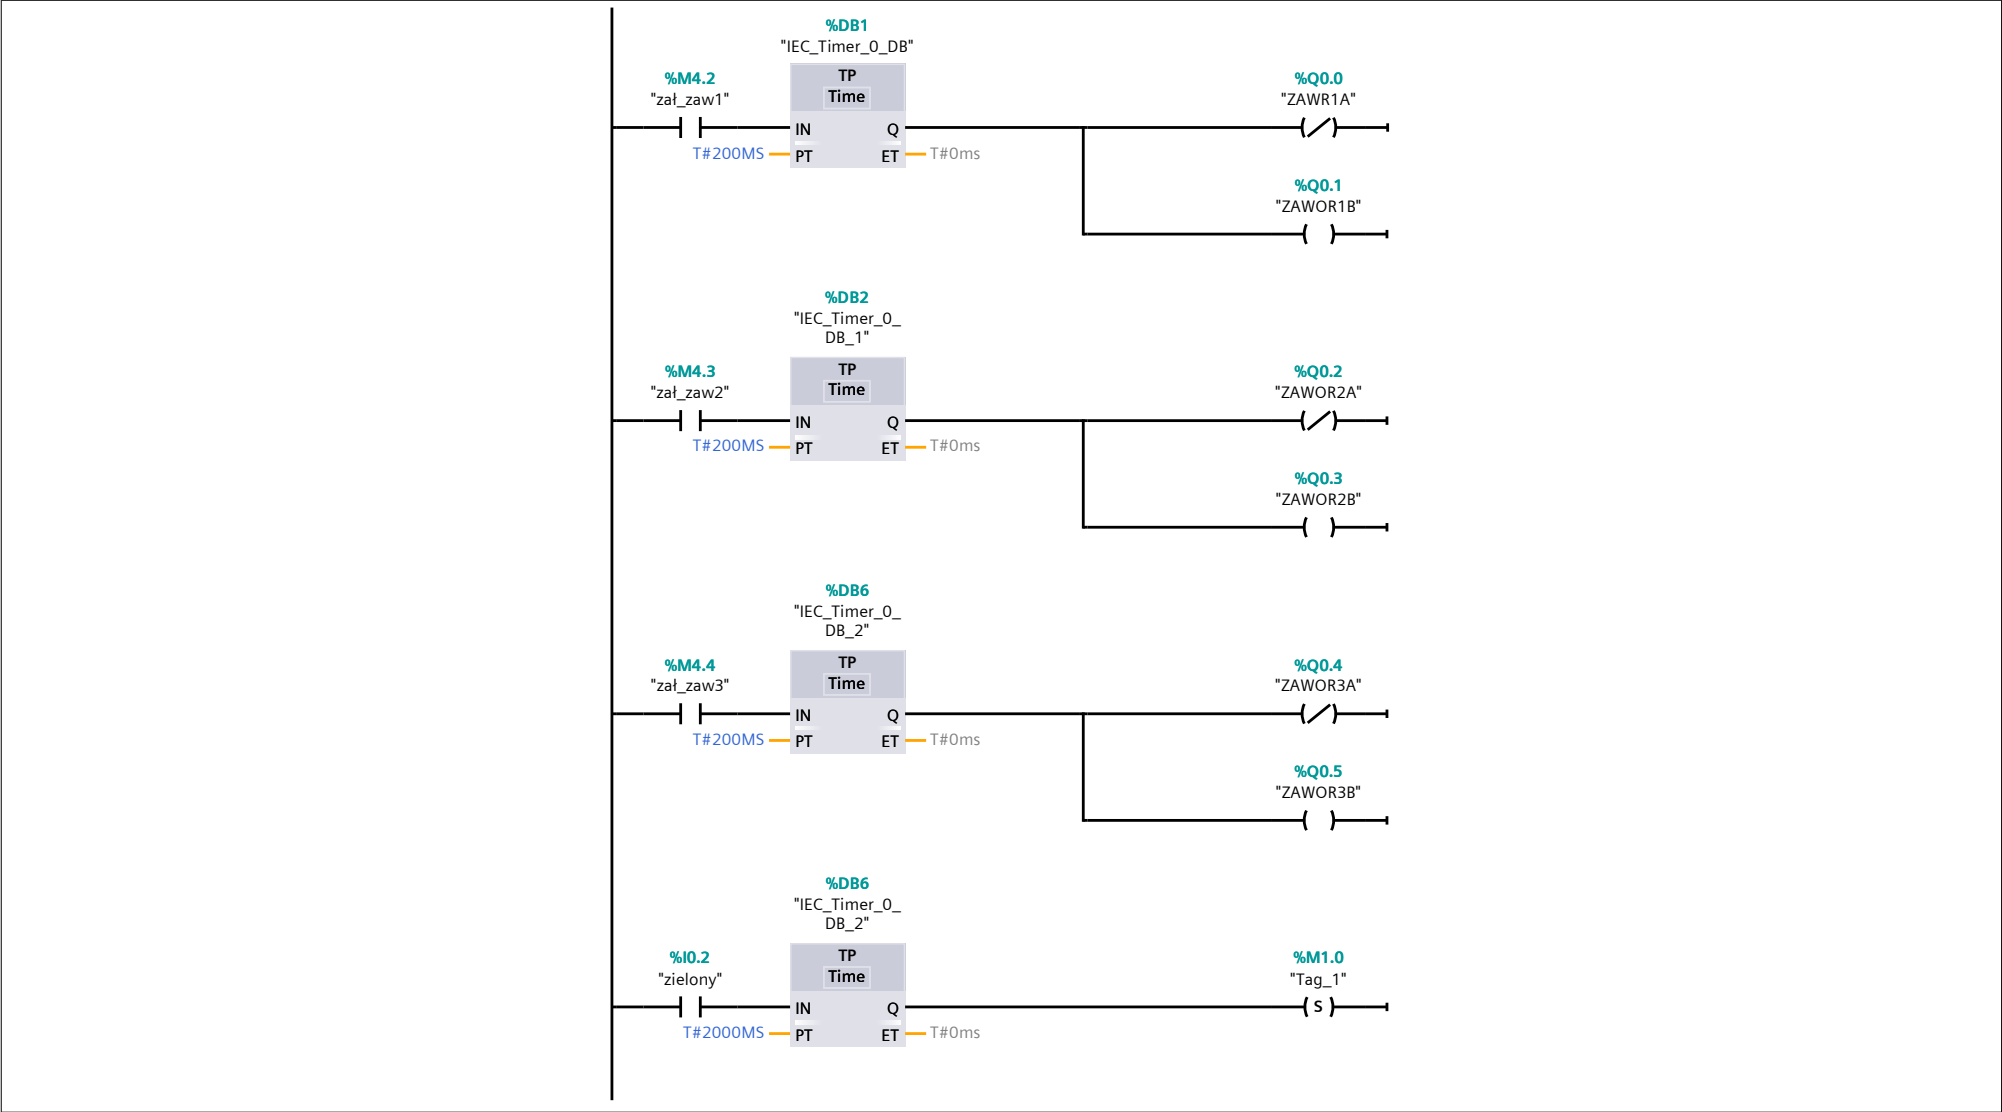 %DB1
"IEC_Timer_0_DB"
%M4.2
"zał_zaw1"
TP
Time
%Q0.0
"ZAWR1A"
IN
Q
T#200MS
PT
ET
T#0ms
%Q0.1
"ZAWOR1B"
%DB2
"IEC_Timer_0_
DB_1"
%M4.3
"zał_zaw2"
TP
Time
%Q0.2
"ZAWOR2A"
IN
Q
T#200MS
PT
ET
T#0ms
%Q0.3
"ZAWOR2B"
%DB6
"IEC_Timer_0_
DB_2"
%M4.4
"zał_zaw3"
TP
Time
%Q0.4
"ZAWOR3A"
IN
Q
T#200MS
PT
ET
T#0ms
%Q0.5
"ZAWOR3B"
%DB6
"IEC_Timer_0_
DB_2"
%I0.2
"zielony"
TP
Time
%M1.0
"Tag_1"
IN
Q
S
T#2000MS
PT
ET
T#0ms